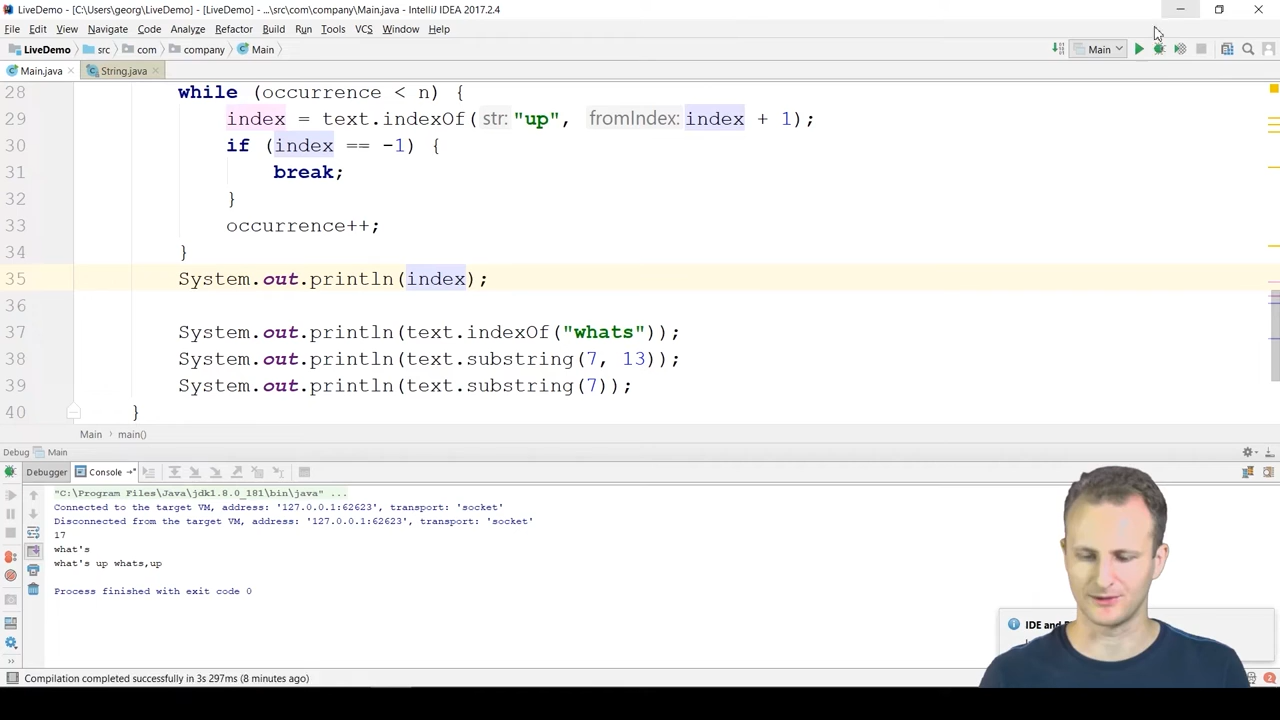 LiveDemo - [C:\Users\georg\LiveDemo] - [LiveDemo] - ...\src\com\company\Main.java - IntelliJ IDEA 2017.2.4
File Edit View Navigate Code Analyze Refactor Build Run Tools VCS Window Help
LiveDemo src com company Main Main
Main.java String.java
28 while (occurrence < n) {
29 index = text.indexOf( str: "up", fromIndex: index + 1);
30 if (index == -1) {
31 break;
32 }
33 occurrence++;
34 }
35 System.out.println(index);
36
37 System.out.println(text.indexOf("whats"));
38 System.out.println(text.substring(7, 13));
39 System.out.println(text.substring(7));
40 }
Main main()
Debug Main
Debugger Console
"C:\Program Files\Java\jdk1.8.0_181\bin\java" ...
Connected to the target VM, address: '127.0.0.1:62623', transport: 'socket'
Disconnected from the target VM, address: '127.0.0.1:62623', transport: 'socket'
17
what's
what's up whats,up
Process finished with exit code 0
IDE and
Compilation completed successfully in 3s 297ms (8 minutes ago)
2